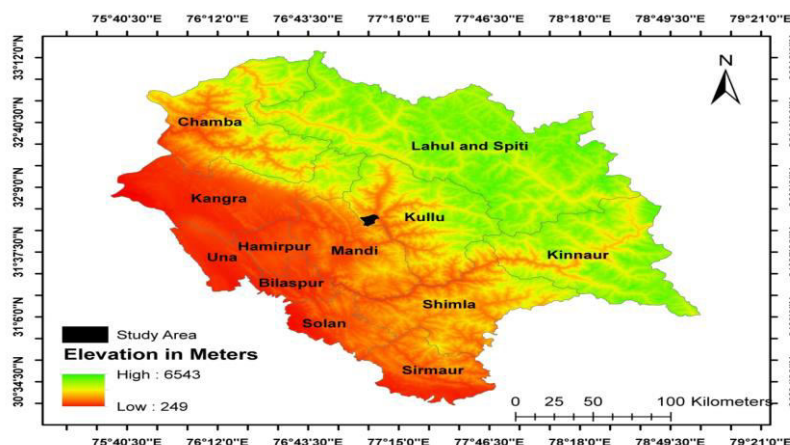 75°40'30"E 76°12'0"E 76°43'30"E 77°15'0"E 77°46'30"E 78°18'0"E 78°49'30"E 79°21'0"E
33°12'0"N
32°40'30"N
32°9'0"N
31°37'30"N
31°6'0"N
30°34'30"N
N
Chamba
Lahul and Spiti
Kangra
Kullu
Hamirpur
Mandi
Una
Kinnaur
Bilaspur
Shimla
Solan
Sirmaur
Study Area
Elevation in Meters
High : 6543
Low : 249
0 25 50 100 Kilometers
75°40'30"E 76°12'0"E 76°43'30"E 77°15'0"E 77°46'30"E 78°18'0"E 78°49'30"E 79°21'0"E